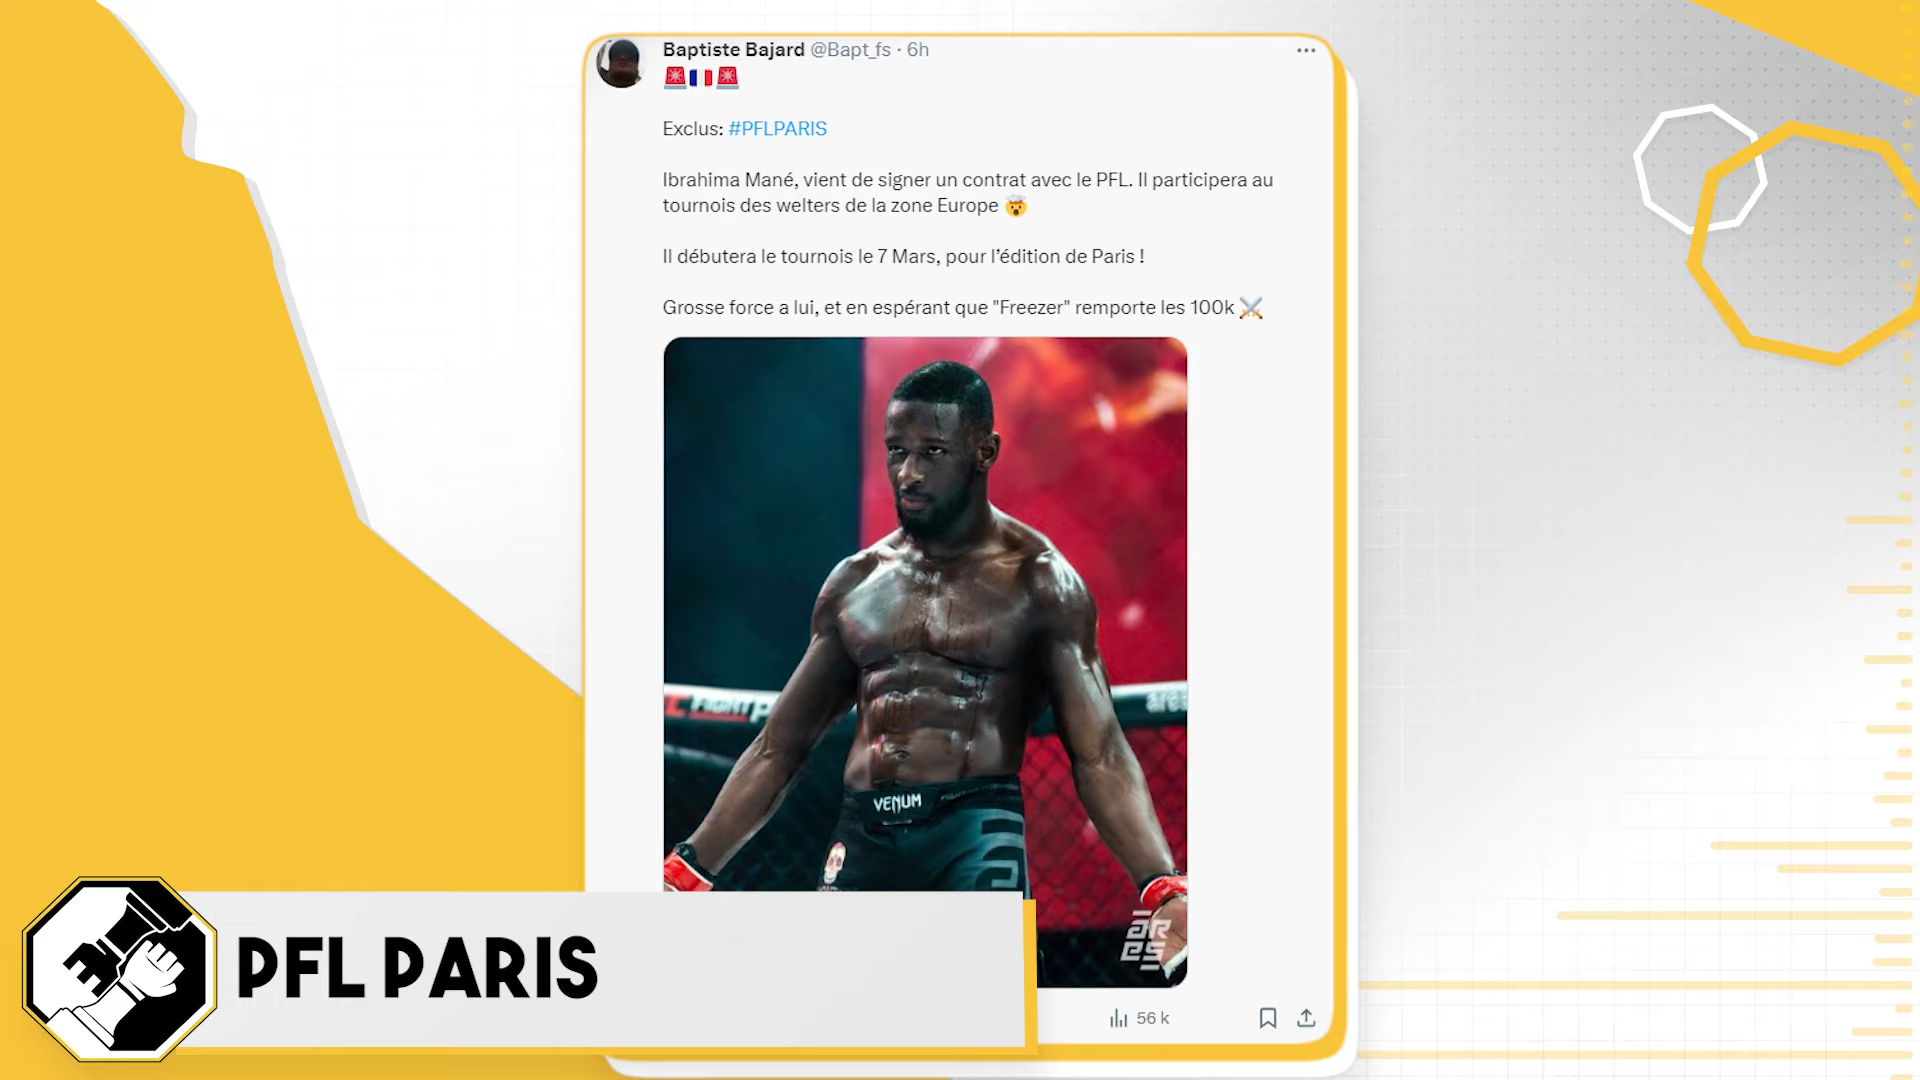 Baptiste Bajard @Bapt_fs · 6h
Exclus: #PFLPARIS
Ibrahima Mané, vient de signer un contrat avec le PFL. Il participera au
tournois des welters de la zone Europe 🤯
Il débutera le tournois le 7 Mars, pour l’édition de Paris !
Grosse force a lui, et en espérant que "Freezer" remporte les 100k ⚔️
VENUM
ares
56 k
PFL PARIS